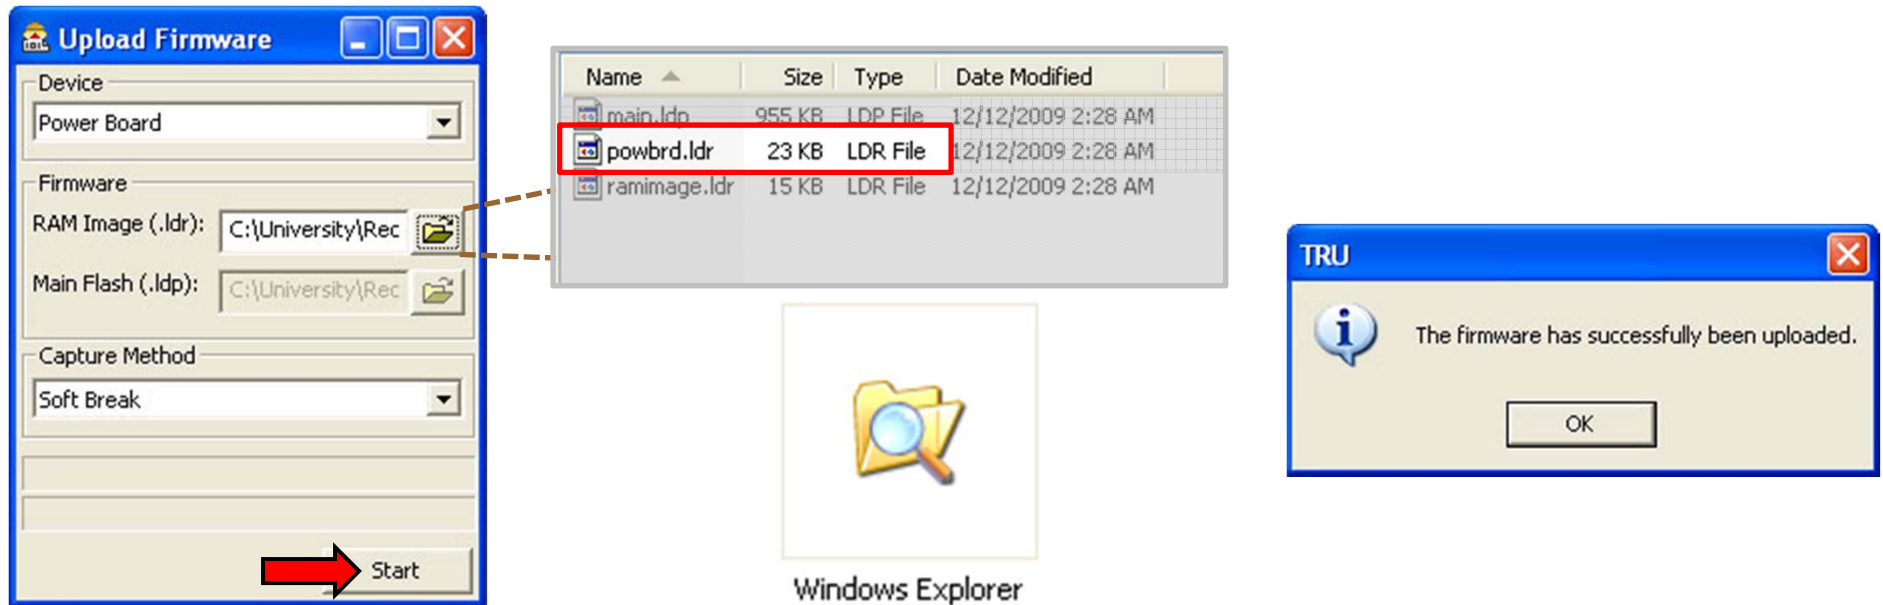 Upload Firmware
Device
Power Board
Firmware
RAM Image (.ldr):
C:\University\Rec
Main Flash (.ldp):
C:\University\Rec
Capture Method
Soft Break
Start
Name Size Type Date Modified
main.ldp 955 KB LDP File 12/12/2009 2:28 AM
powbrd.ldr 23 KB LDR File 12/12/2009 2:28 AM
ramimage.ldr 15 KB LDR File 12/12/2009 2:28 AM
Windows Explorer
TRU
The firmware has successfully been uploaded.
OK